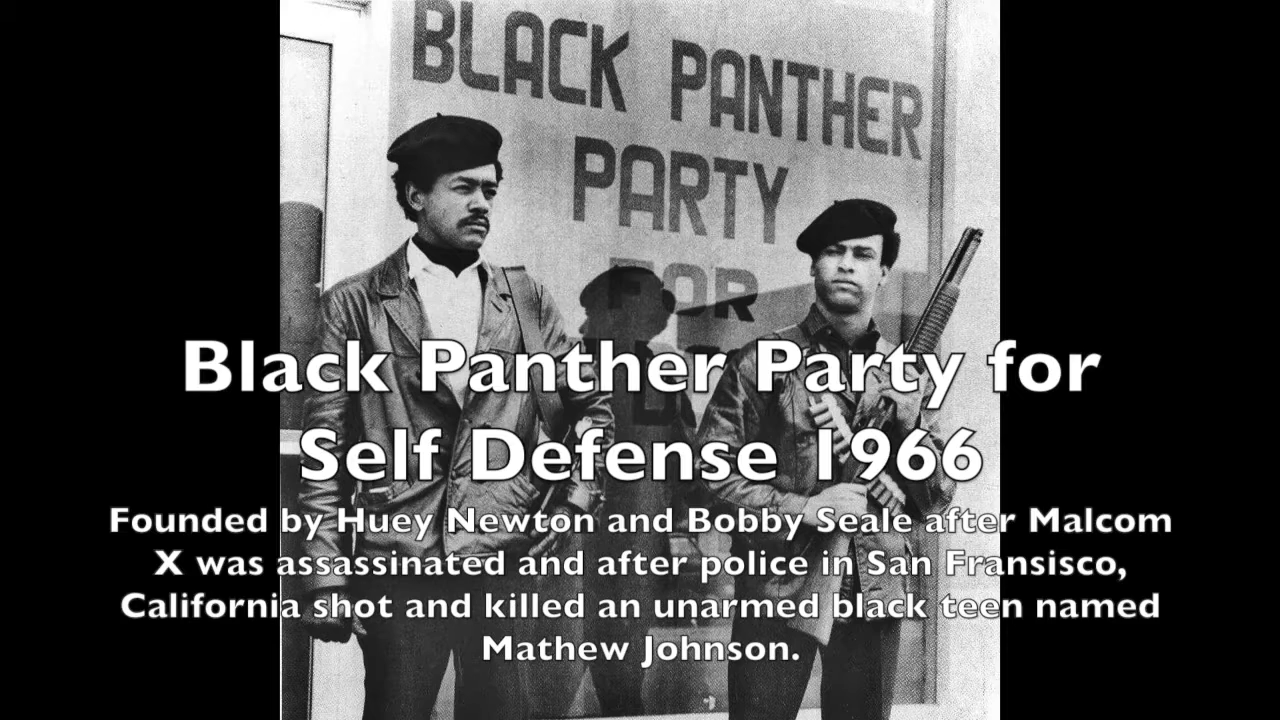 BLACK PANTHER
PARTY
FOR
Black Panther Party for
Self Defense 1966
Founded by Huey Newton and Bobby Seale after Malcom
X was assassinated and after police in San Fransisco,
California shot and killed an unarmed black teen named
Mathew Johnson.